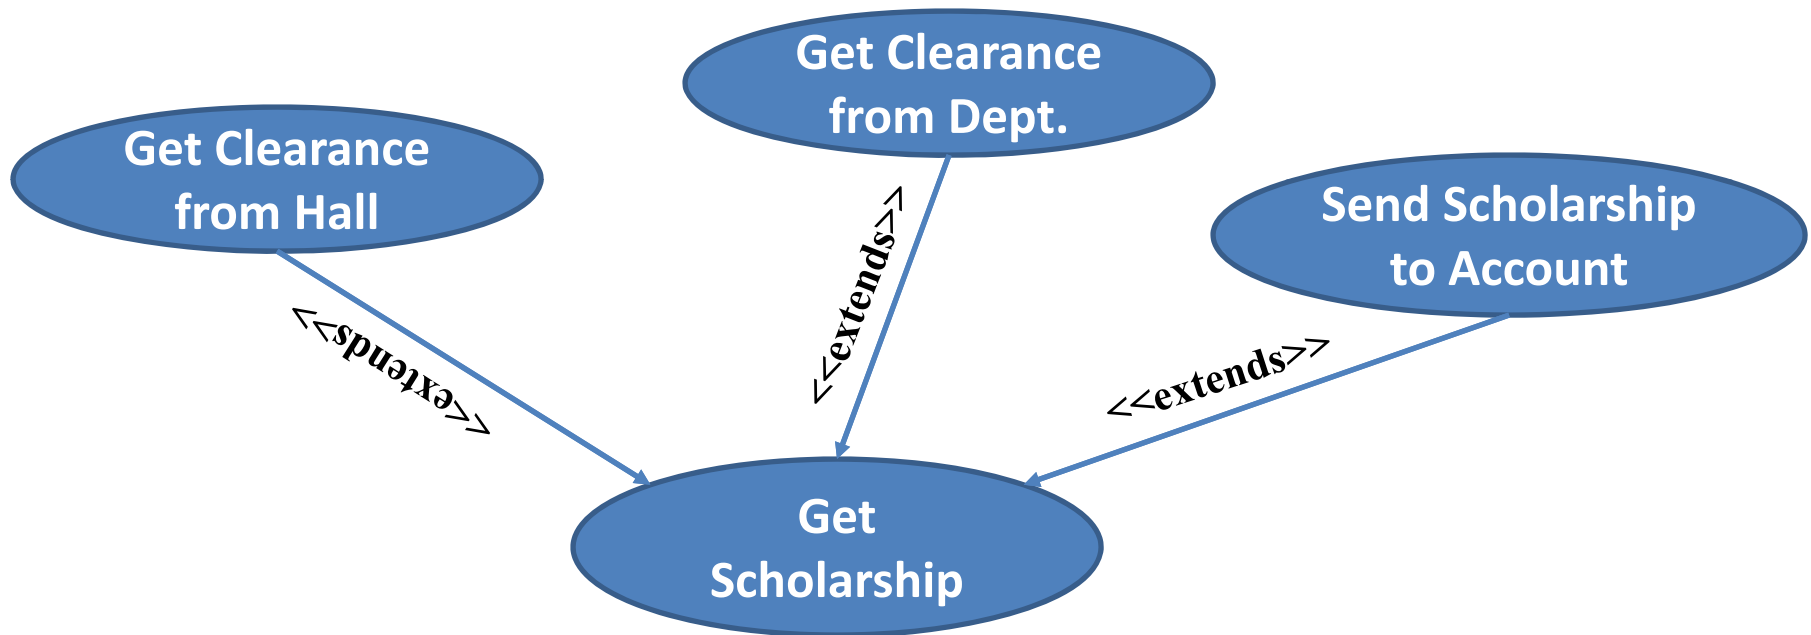 Get Clearance
from Dept.
Get Clearance
from Hall
Send Scholarship
to Account
<<extends>>
<<extends>>
<<extends>>
Get
Scholarship